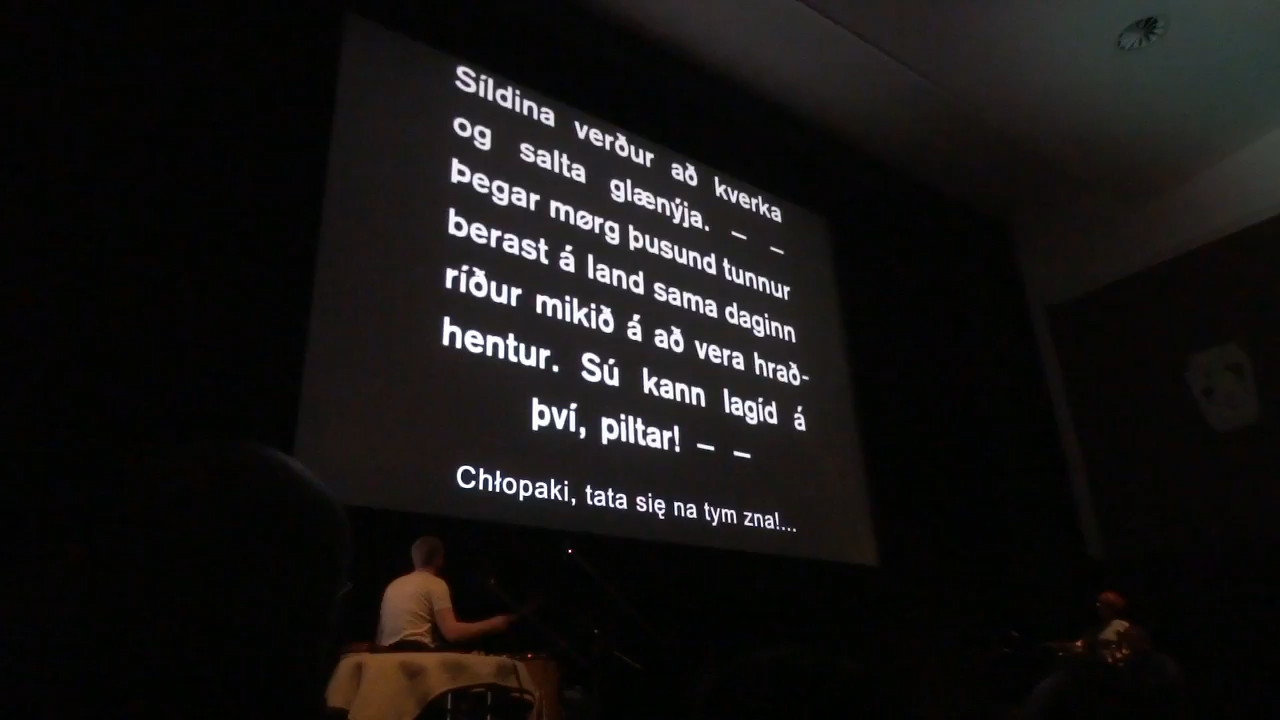 Síldina verður að kverka
og salta glænýja. — —
Þegar mørg þusund tunnur
berast á land sama daginn
ríður mikið á að vera hrað-
hentur. Sú kann lagíd á
því, piltar! — —
Chłopaki, tata się na tym zna!...